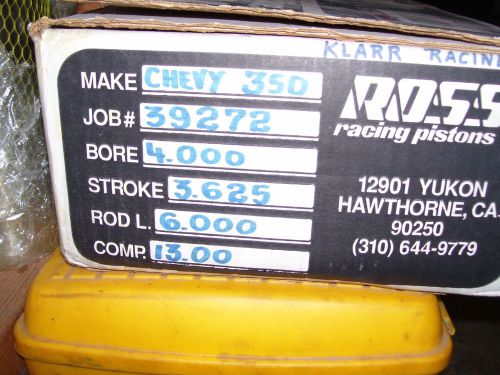 KLARR RACING
MAKE CHEVY 350
JOB# 39272
BORE 4.000
STROKE 3.625
ROD L. 6.000
COMP. 13.00
ROSS
racing pistons
12901 YUKON
HAWTHORNE, CA.
90250
(310) 644-9779